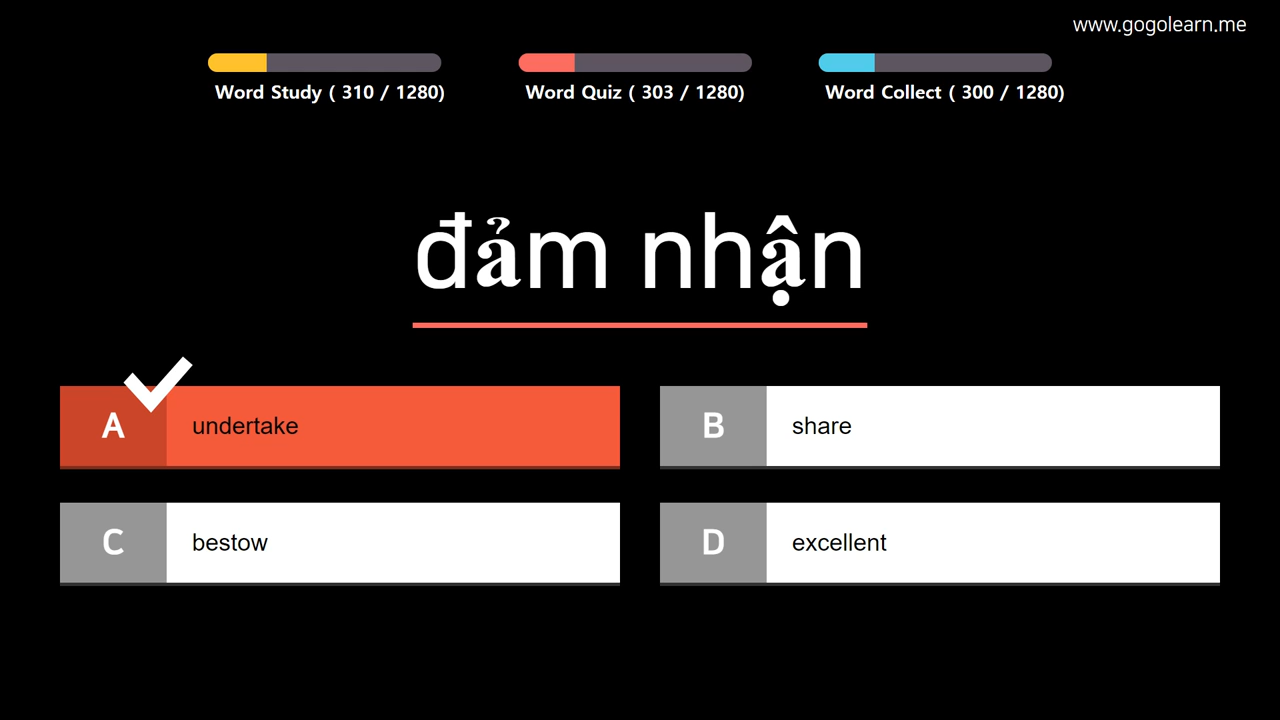 www.gogolearn.me
Word Study ( 310 / 1280)
Word Quiz ( 303 / 1280)
Word Collect ( 300 / 1280)
đảm nhận
A undertake
B share
C bestow
D excellent